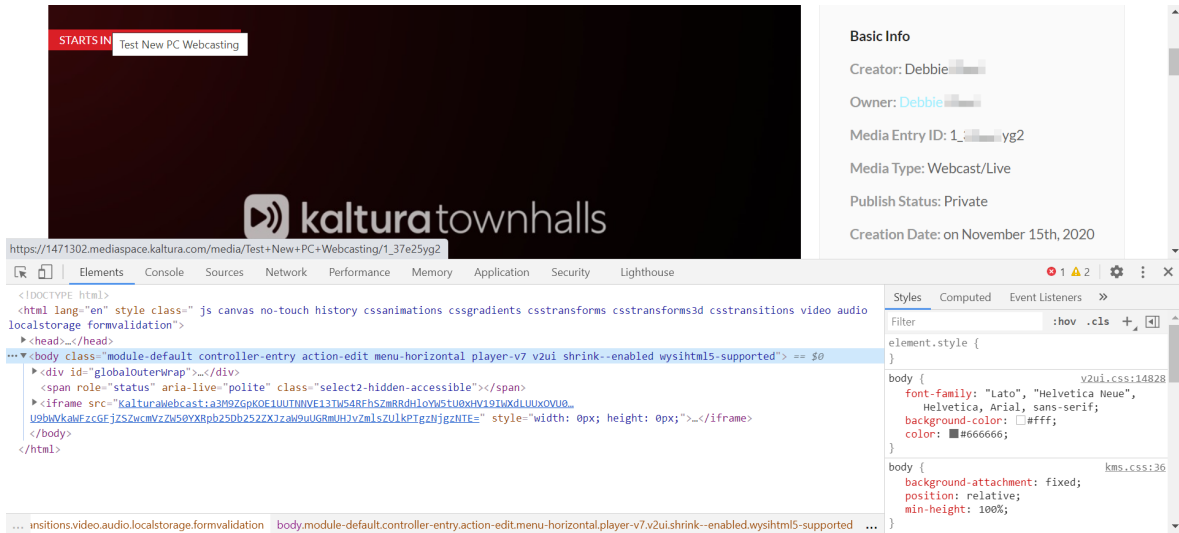 STARTS IN
Test New PC Webcasting
kaltura townhalls
https://1471302.mediaspace.kaltura.com/media/Test+New+PC+Webcasting/1_37e25yg2
Basic Info
Creator: Debbie
Owner: Debbie
Media Entry ID: 1_ yg2
Media Type: Webcast/Live
Publish Status: Private
Creation Date: on November 15th, 2020
Elements Console Sources Network Performance Memory Application Security Lighthouse 1 2
<!DOCTYPE html>
<html lang="en" style class=" js canvas no-touch history cssanimations cssgradients csstransforms csstransforms3d csstransitions video audio
localstorage formvalidation">
<head>…</head>
<body class="module-default controller-entry action-edit menu-horizontal player-v7 v2ui shrink--enabled wysihtml5-supported"> == $0
<div id="globalOuterWrap">…</div>
<span role="status" aria-live="polite" class="select2-hidden-accessible"></span>
<iframe src="KalturaWebcast:a3M9ZGpKOE1UUTNNVE13TW54RFhSZmRRdHloYW5tU0xHV19IWXdLUUxOVU0…
U9bWVkaWFzcGFjZSZwcmVzZW50YXRpb25Db252ZXJzaW9uUGRmUHJvZmlsZUlkPTgzNjgzNTE=" style="width: 0px; height: 0px;">…</iframe>
</body>
</html>
... ansitions.video.audio.localstorage.formvalidation body.module-default.controller-entry.action-edit.menu-horizontal.player-v7.v2ui.shrink--enabled.wysihtml5-supported ...
Styles Computed Event Listeners »
Filter :hov .cls +
element.style {
}
body { v2ui.css:14828
font-family: "Lato", "Helvetica Neue",
Helvetica, Arial, sans-serif;
background-color: #fff;
color: #666666;
}
body { kms.css:36
background-attachment: fixed;
position: relative;
min-height: 100%;
}